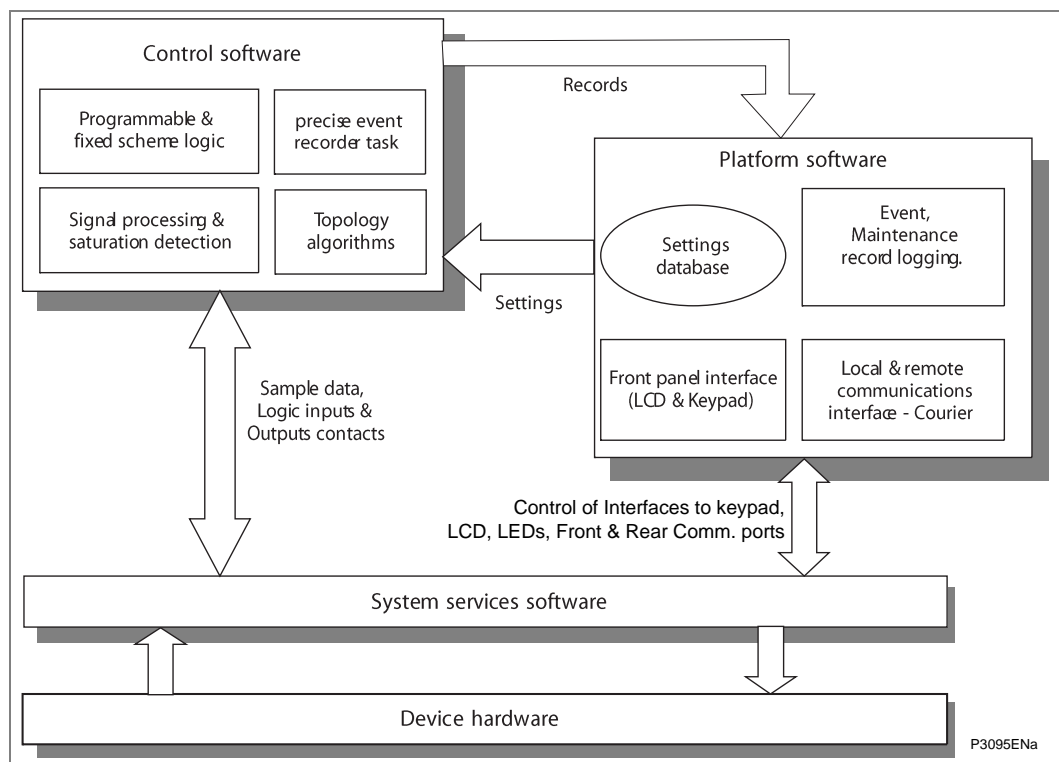 Control software
Programmable &
fixed scheme logic
precise event
recorder task
Signal processing &
saturation detection
Topology
algorithms
Records
Platform software
Settings
database
Event,
Maintenance
record logging.
Settings
Front panel interface
(LCD & Keypad)
Local & remote
communications
interface - Courier
Sample data,
Logic inputs &
Outputs contacts
Control of Interfaces to keypad,
LCD, LEDs, Front & Rear Comm. ports
System services software
Device hardware
P3095ENa